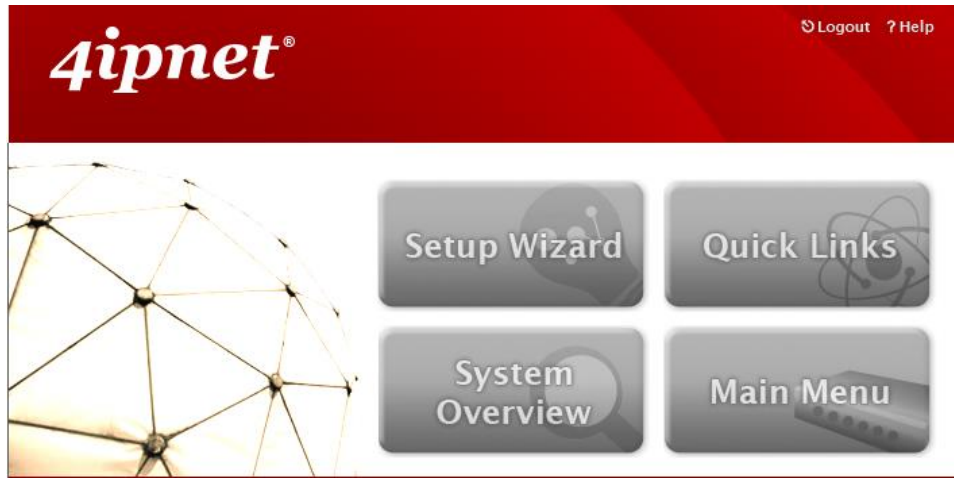 4ipnet®
Logout ? Help
Setup Wizard
Quick Links
System
Overview
Main Menu